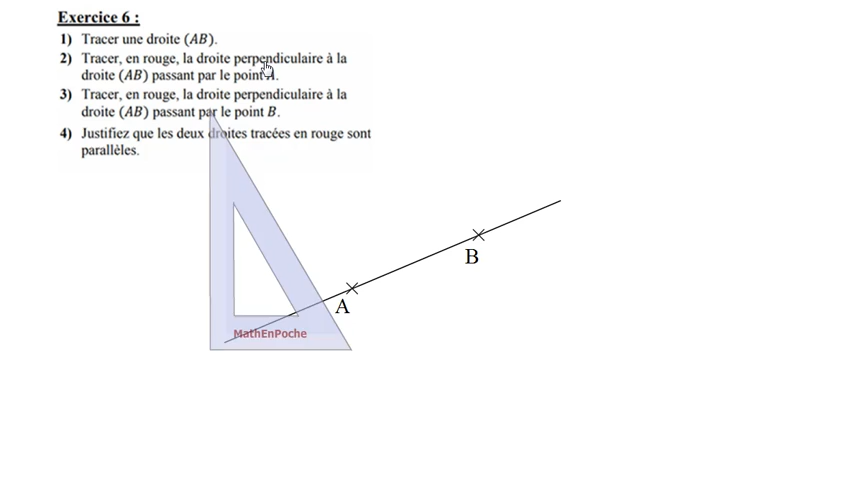 Exercice 6 :
1) Tracer une droite (AB).
2) Tracer, en rouge, la droite perpendiculaire à la
droite (AB) passant par le point A.
3) Tracer, en rouge, la droite perpendiculaire à la
droite (AB) passant par le point B.
4) Justifiez que les deux droites tracées en rouge sont
parallèles.
B
A
MathEnPoche